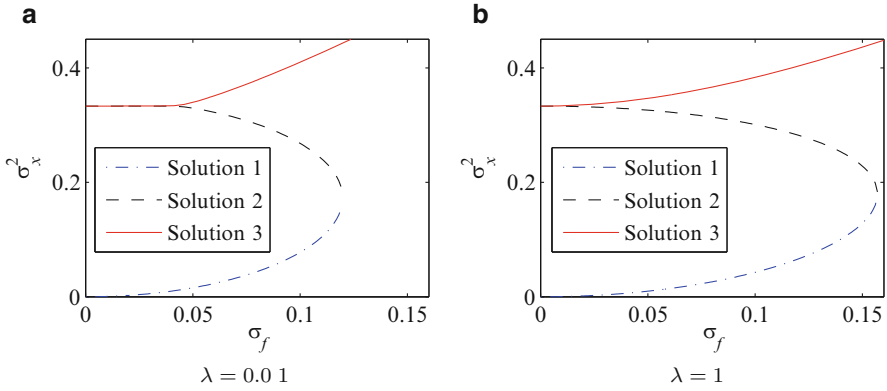 a
0.4
0.2
0
σ_x^2
Solution 1
Solution 2
Solution 3
0 0.05 0.1 0.15
σ_f
λ = 0.0 1
b
0.4
0.2
0
σ_x^2
Solution 1
Solution 2
Solution 3
0 0.05 0.1 0.15
σ_f
λ = 1